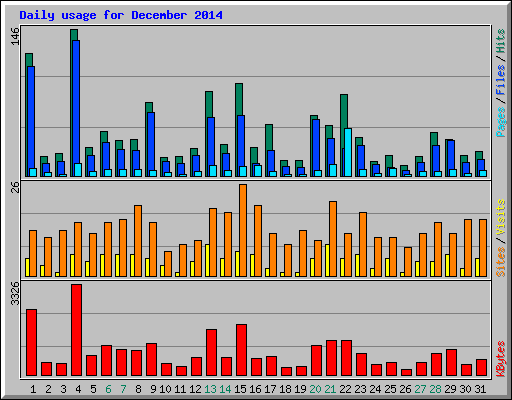 Daily usage for December 2014
146
Pages / Files / Hits
26
Sites / Visits
3326
KBytes
1 2 3 4 5 6 7 8 9 10 11 12 13 14 15 16 17 18 19 20 21 22 23 24 25 26 27 28 29 30 31